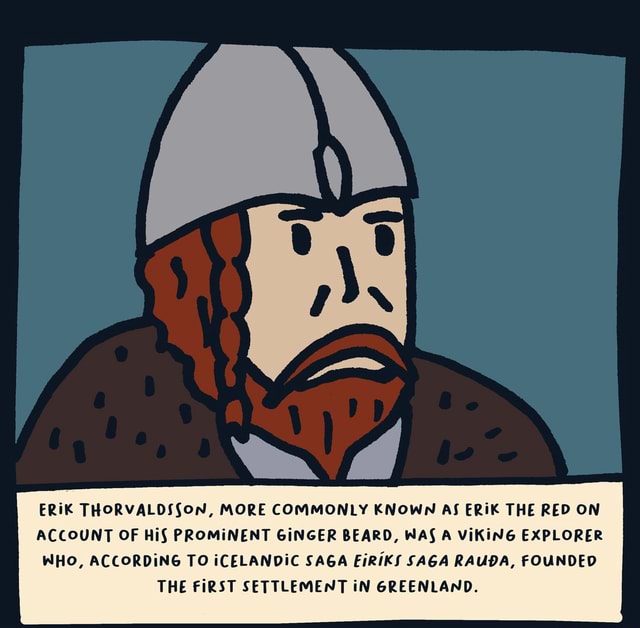 ERIK THORVALDSSON, MORE COMMONLY KNOWN AS ERIK THE RED ON
ACCOUNT OF HIS PROMINENT GINGER BEARD, WAS A VIKING EXPLORER
WHO, ACCORDING TO ICELANDIC SAGA EIRÍKS SAGA RAUÐA, FOUNDED
THE FIRST SETTLEMENT IN GREENLAND.